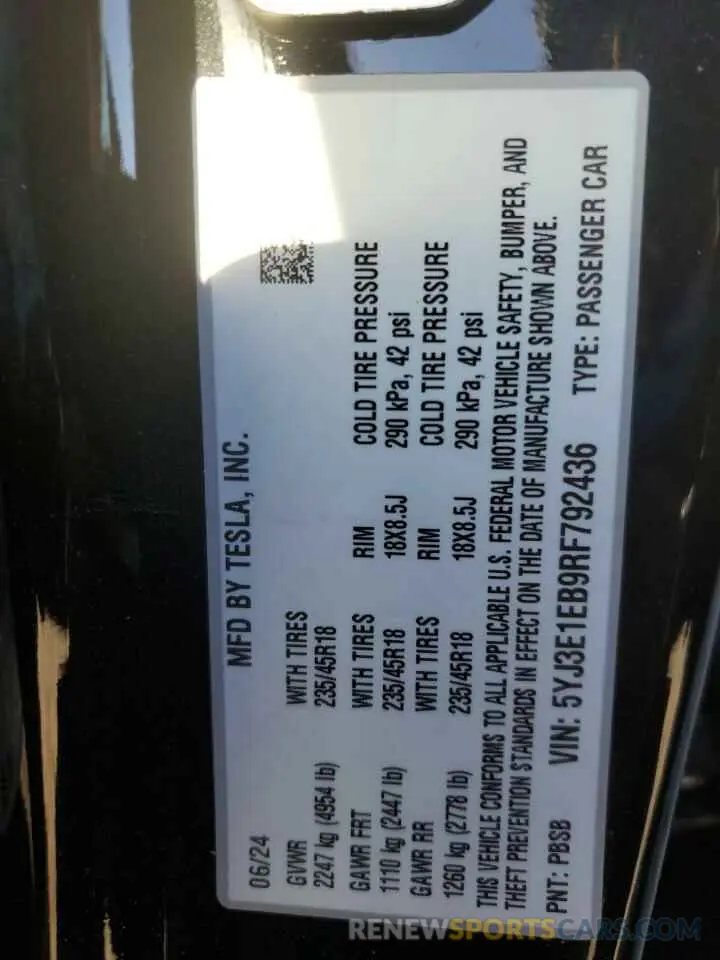 MFD BY TESLA, INC.
06/24
GVWR WITH TIRES
2247 kg (4954 lb) 235/45R18
GAWR FRT WITH TIRES RIM COLD TIRE PRESSURE
1110 kg (2447 lb) 235/45R18 18X8.5J 290 kPa, 42 psi
GAWR RR WITH TIRES RIM COLD TIRE PRESSURE
1260 kg (2778 lb) 235/45R18 18X8.5J 290 kPa, 42 psi
THIS VEHICLE CONFORMS TO ALL APPLICABLE U.S. FEDERAL MOTOR VEHICLE SAFETY, BUMPER, AND
THEFT PREVENTION STANDARDS IN EFFECT ON THE DATE OF MANUFACTURE SHOWN ABOVE.
PNT: PBSB VIN: 5YJ3E1EB9RF792436 TYPE: PASSENGER CAR
RENEWSPORTSCARS.COM